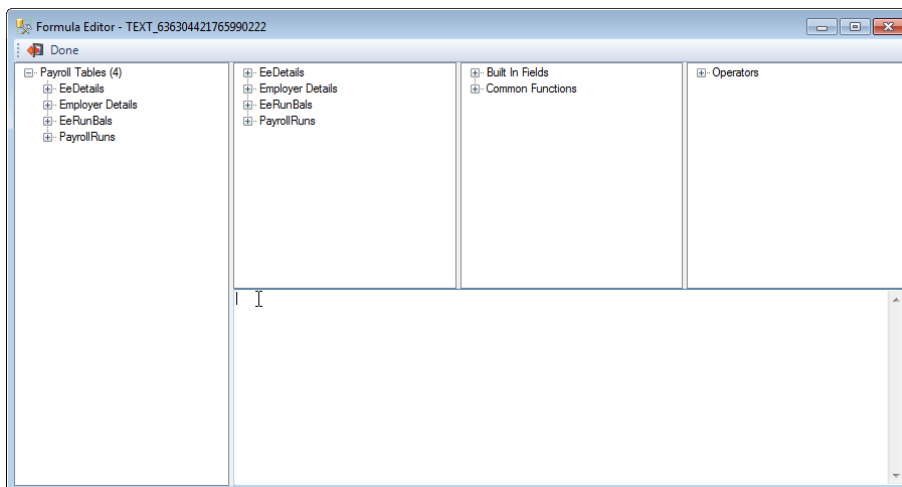 Formula Editor - TEXT_636304421765990222
Done
Payroll Tables (4)
EeDetails
Employer Details
EeRunBals
PayrollRuns
EeDetails
Employer Details
EeRunBals
PayrollRuns
Built In Fields
Common Functions
Operators